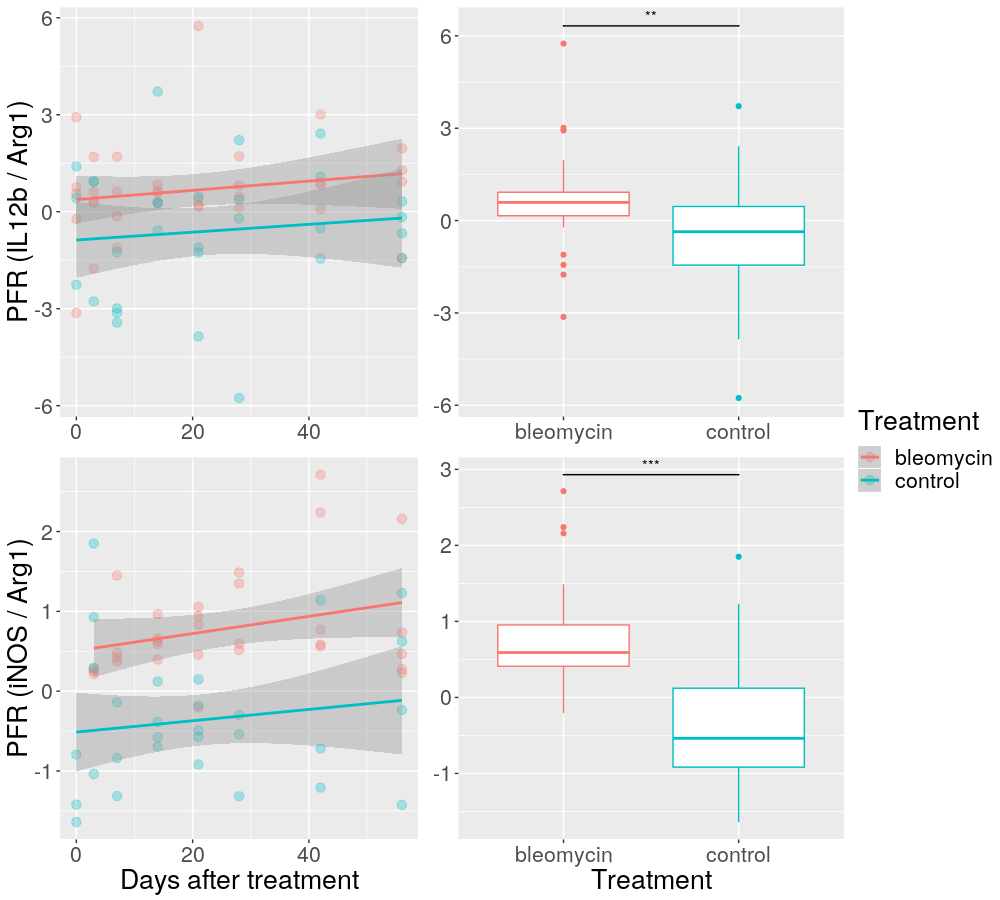 PFR (IL12b / Arg1)
6
3
0
-3
-6
0
20
40
**
6
3
0
-3
-6
bleomycin
control
PFR (iNOS / Arg1)
2
1
0
-1
0
20
40
Days after treatment
***
3
2
1
0
-1
bleomycin
control
Treatment
Treatment
bleomycin
control